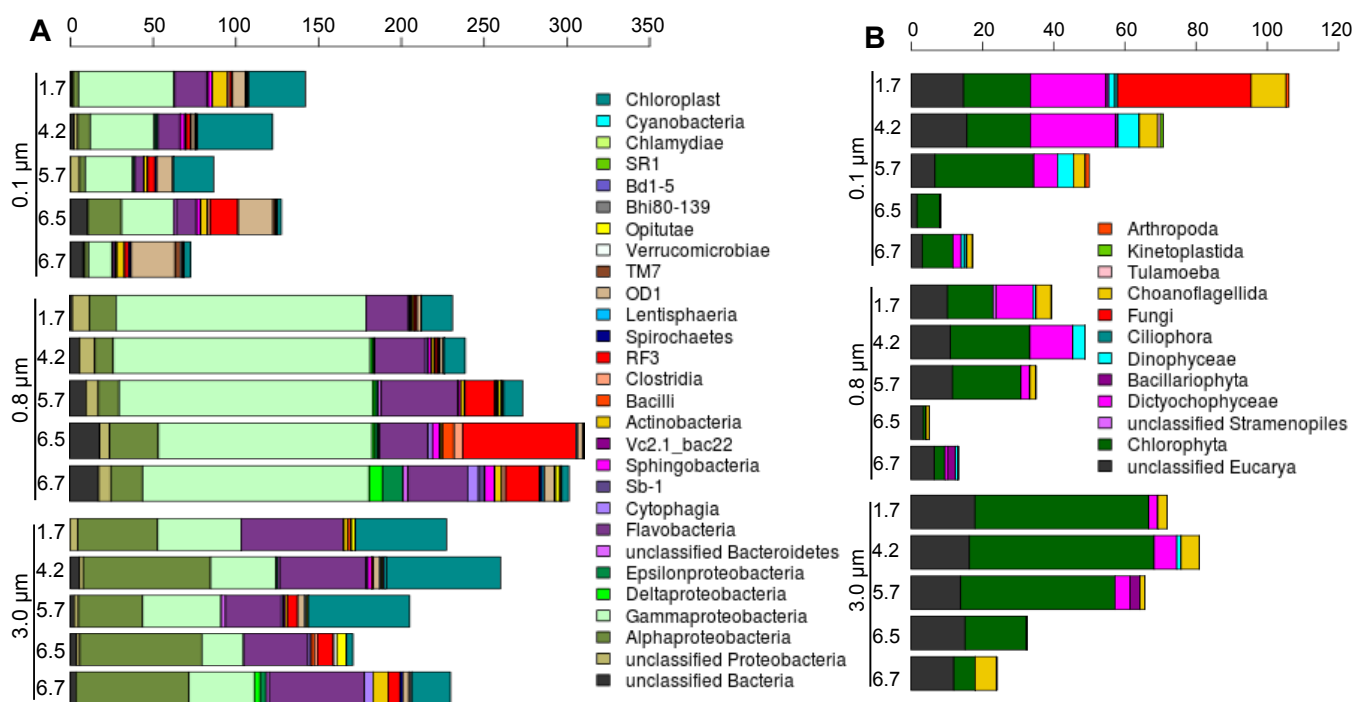 A
0 50 100 150 200 250 300 350
0.1 µm
1.7
4.2
5.7
6.5
6.7
0.8 µm
1.7
4.2
5.7
6.5
6.7
3.0 µm
1.7
4.2
5.7
6.5
6.7
Chloroplast
Cyanobacteria
Chlamydiae
SR1
Bd1-5
Bhi80-139
Opitutae
Verrucomicrobiae
TM7
OD1
Lentisphaeria
Spirochaetes
RF3
Clostridia
Bacilli
Actinobacteria
Vc2.1_bac22
Sphingobacteria
Sb-1
Cytophagia
Flavobacteria
unclassified Bacteroidetes
Epsilonproteobacteria
Deltaproteobacteria
Gammaproteobacteria
Alphaproteobacteria
unclassified Proteobacteria
unclassified Bacteria
B
0 20 40 60 80 100 120
0.1 µm
1.7
4.2
5.7
6.5
6.7
0.8 µm
1.7
4.2
5.7
6.5
6.7
3.0 µm
1.7
4.2
5.7
6.5
6.7
Arthropoda
Kinetoplastida
Tulamoeba
Choanoflagellida
Fungi
Ciliophora
Dinophyceae
Bacillariophyta
Dictyochophyceae
unclassified Stramenopiles
Chlorophyta
unclassified Eucarya